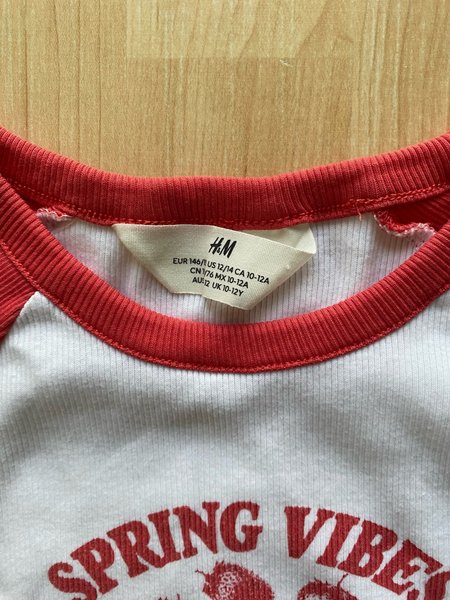 H&M
EUR 146/ US 12/14 CA 10-12A
CN /76 MX 10-12A
AU 12 UK 10-12Y
SPRING VIBES